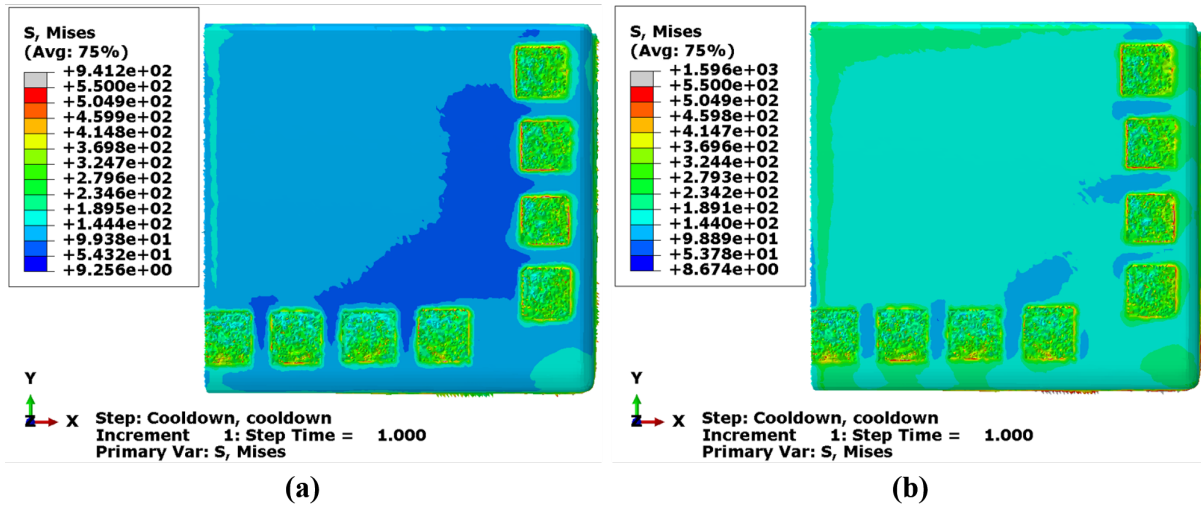 S, Mises
(Avg: 75%)
+9.412e+02
+5.500e+02
+5.049e+02
+4.599e+02
+4.148e+02
+3.698e+02
+3.247e+02
+2.796e+02
+2.346e+02
+1.895e+02
+1.444e+02
+9.938e+01
+5.432e+01
+9.256e+00
Y
Z
X
Step: Cooldown, cooldown
Increment 1: Step Time = 1.000
Primary Var: S, Mises
(a)
S, Mises
(Avg: 75%)
+1.596e+03
+5.500e+02
+5.049e+02
+4.598e+02
+4.147e+02
+3.696e+02
+3.244e+02
+2.793e+02
+2.342e+02
+1.891e+02
+1.440e+02
+9.889e+01
+5.378e+01
+8.674e+00
Y
Z
X
Step: Cooldown, cooldown
Increment 1: Step Time = 1.000
Primary Var: S, Mises
(b)